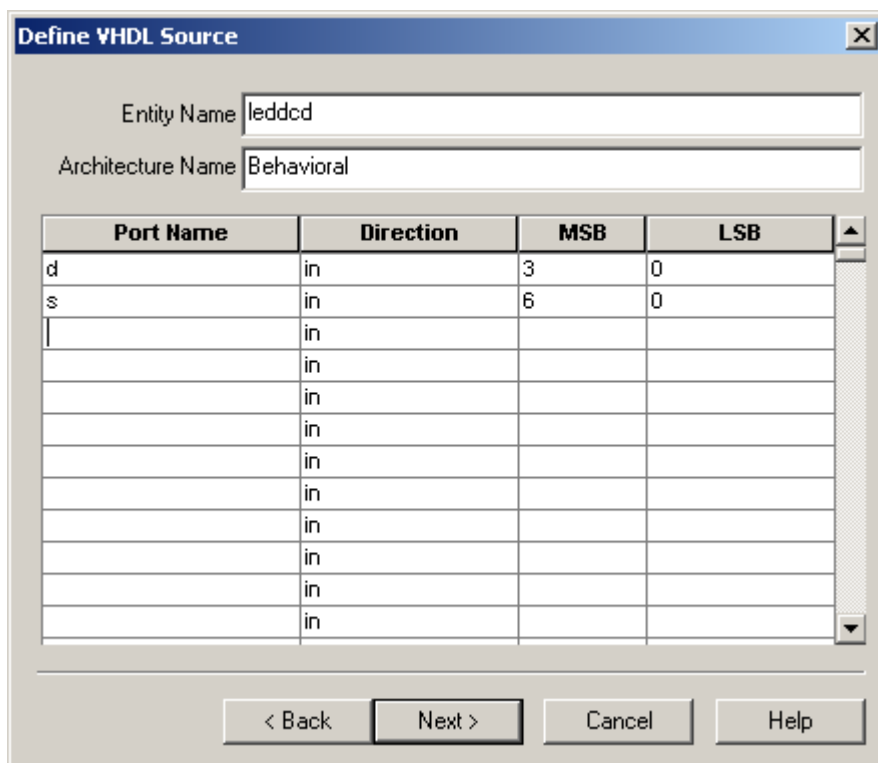 Define VHDL Source
Entity Name leddcd
Architecture Name Behavioral
Port Name Direction MSB LSB
d in 3 0
s in 6 0
in
in
in
in
in
in
in
in
in
in
< Back Next > Cancel Help